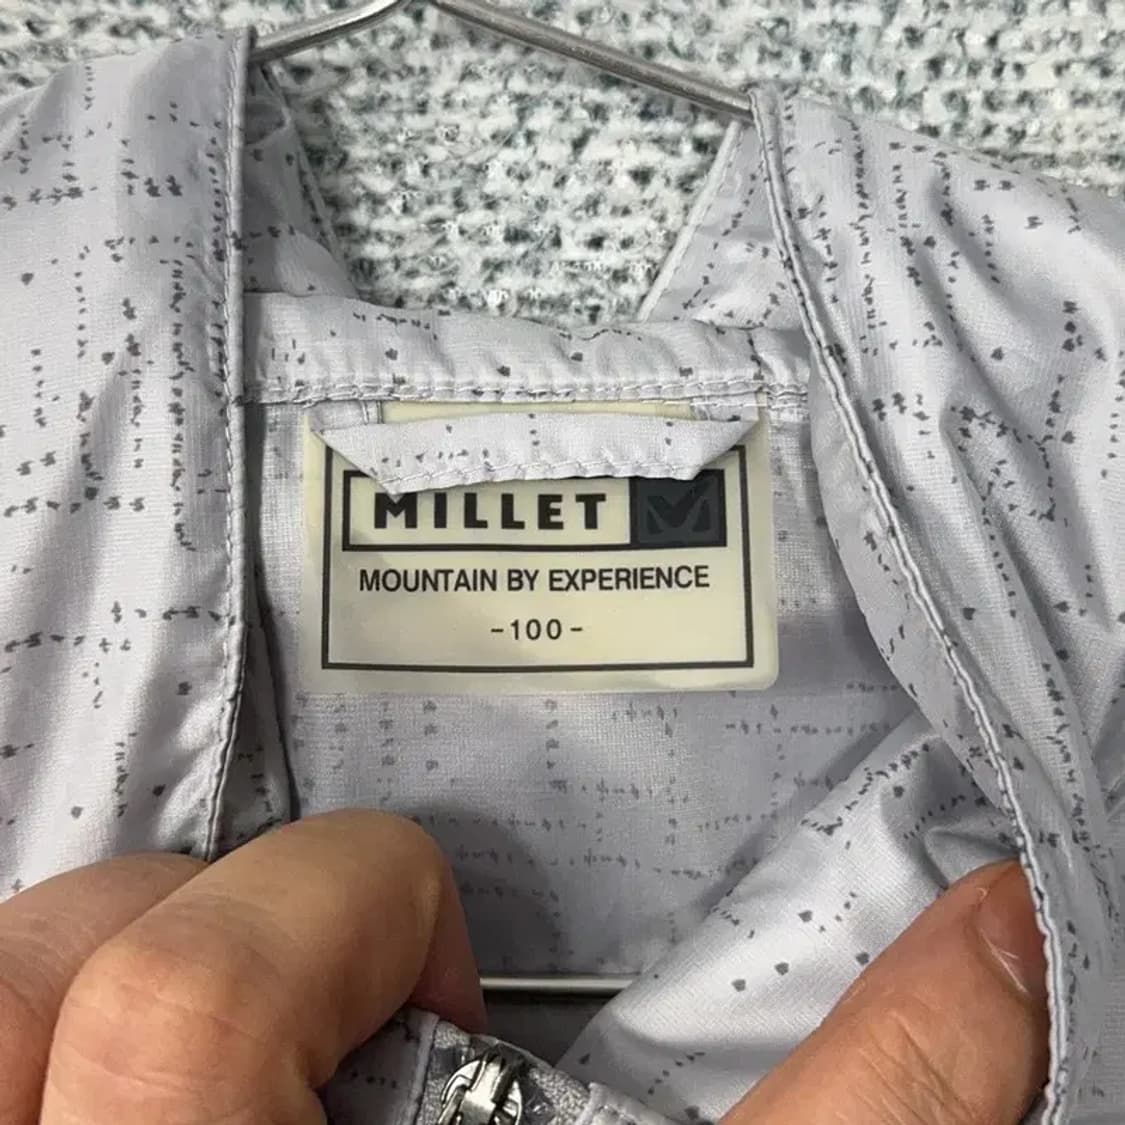 MILLET
MOUNTAIN BY EXPERIENCE
-100-